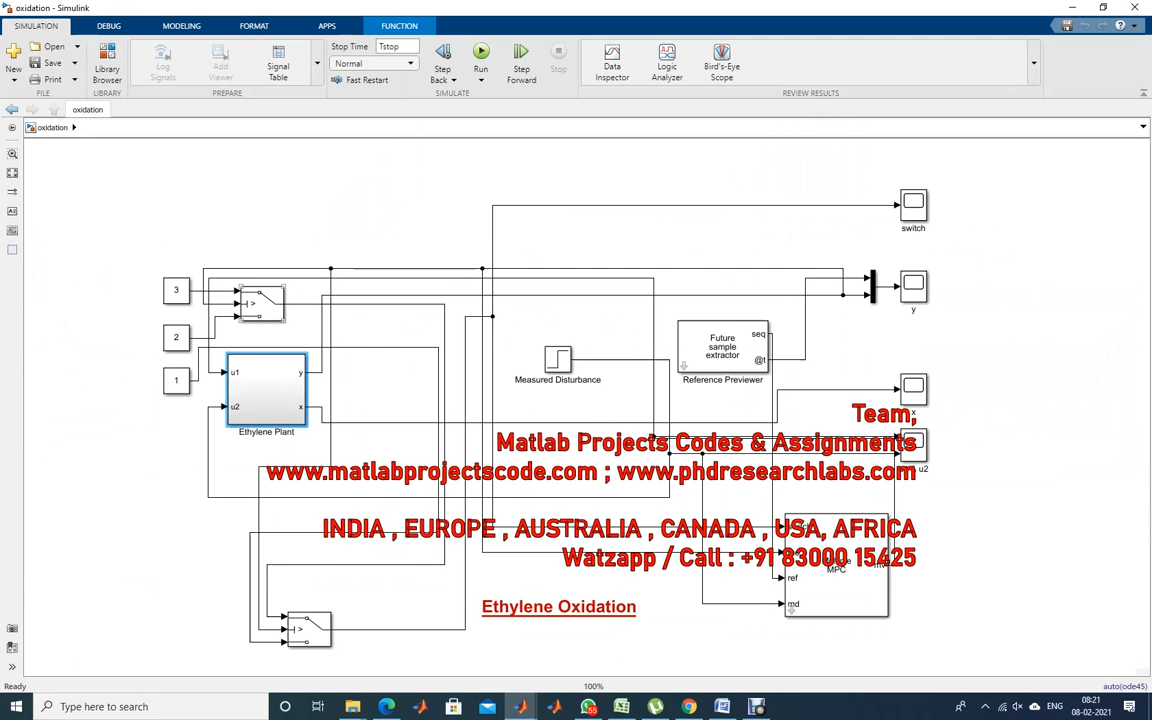 oxidation - Simulink
SIMULATION DEBUG MODELING FORMAT APPS FUNCTION
New
Open
Save
Print
FILE
Library Browser
LIBRARY
Log Signals
Add Viewer
Signal Table
PREPARE
Stop Time Tstop
Normal
Fast Restart
Step Back
Run
Step Forward
Stop
SIMULATE
Data Inspector
Logic Analyzer
Bird's-Eye Scope
REVIEW RESULTS
oxidation
oxidation
switch
3
>
y
2
Future sample extractor
seq
@t
Reference Previewer
Measured Disturbance
1
u1
y
u2
x
Ethylene Plant
x
u2
Team,
Matlab Projects Codes & Assignments
www.matlabprojectscode.com ; www.phdresearchlabs.com
INDIA , EUROPE , AUSTRALIA , CANADA , USA, AFRICA
Watzapp / Call : +91 83000 15425
MPC
ref
md
Ethylene Oxidation
>
Ready 100% auto(ode45)
Type here to search
55
ENG
08:21
08-02-2021